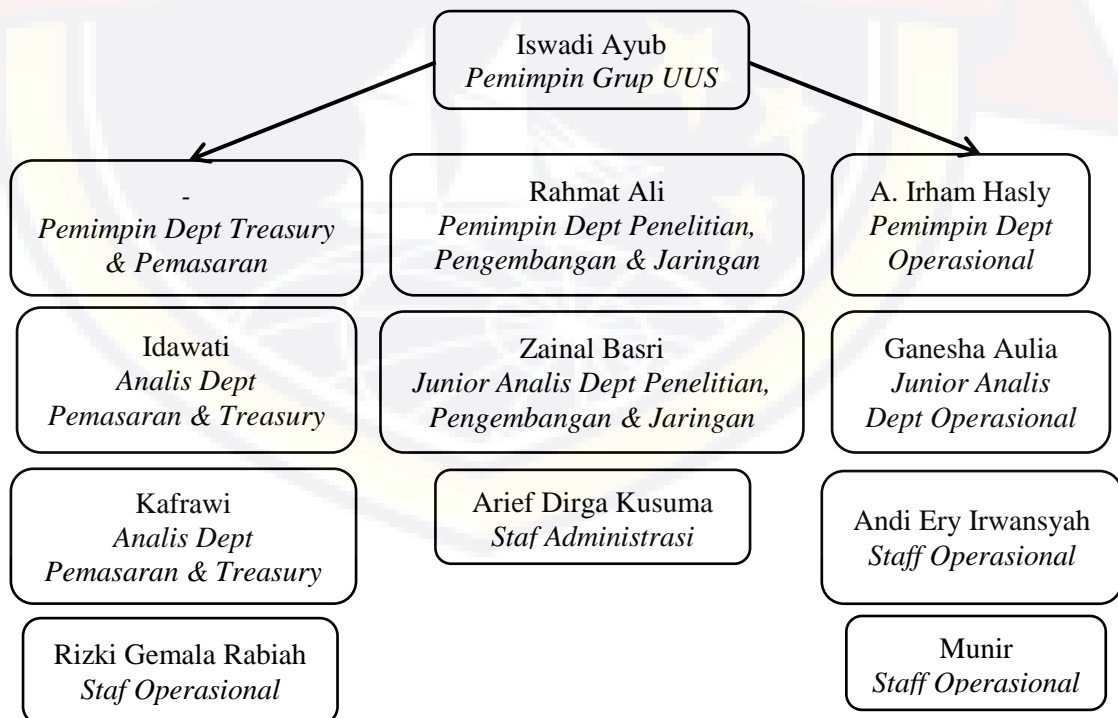 Iswadi Ayub
Pemimpin Grup UUS
-
Pemimpin Dept Treasury
& Pemasaran
Rahmat Ali
Pemimpin Dept Penelitian,
Pengembangan & Jaringan
A. Irham Hasly
Pemimpin Dept
Operasional
Idawati
Analis Dept
Pemasaran & Treasury
Zainal Basri
Junior Analis Dept Penelitian,
Pengembangan & Jaringan
Ganesha Aulia
Junior Analis
Dept Operasional
Kafrawi
Analis Dept
Pemasaran & Treasury
Arief Dirga Kusuma
Staf Administrasi
Andi Ery Irwansyah
Staff Operasional
Rizki Gemala Rabiah
Staf Operasional
Munir
Staff Operasional